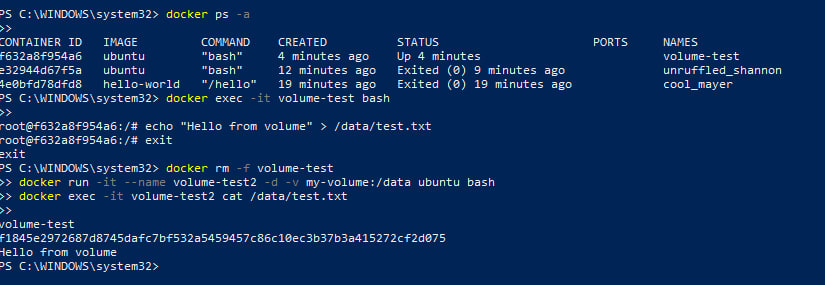 PS C:\WINDOWS\system32> docker ps -a
>>
CONTAINER ID   IMAGE         COMMAND    CREATED          STATUS                      PORTS     NAMES
f632a8f954a6   ubuntu        "bash"     4 minutes ago    Up 4 minutes                          volume-test
e32944d67f5a   ubuntu        "bash"     12 minutes ago   Exited (0) 9 minutes ago              unruffled_shannon
4e0bfd78dfd8   hello-world   "/hello"   19 minutes ago   Exited (0) 19 minutes ago             cool_mayer
PS C:\WINDOWS\system32> docker exec -it volume-test bash
>>
root@f632a8f954a6:/# echo "Hello from volume" > /data/test.txt
root@f632a8f954a6:/# exit
exit
PS C:\WINDOWS\system32> docker rm -f volume-test
>> docker run -it --name volume-test2 -d -v my-volume:/data ubuntu bash
>> docker exec -it volume-test2 cat /data/test.txt
>>
volume-test
f1845e2972687d8745dafc7bf532a5459457c86c10ec3b37b3a415272cf2d075
Hello from volume
PS C:\WINDOWS\system32>